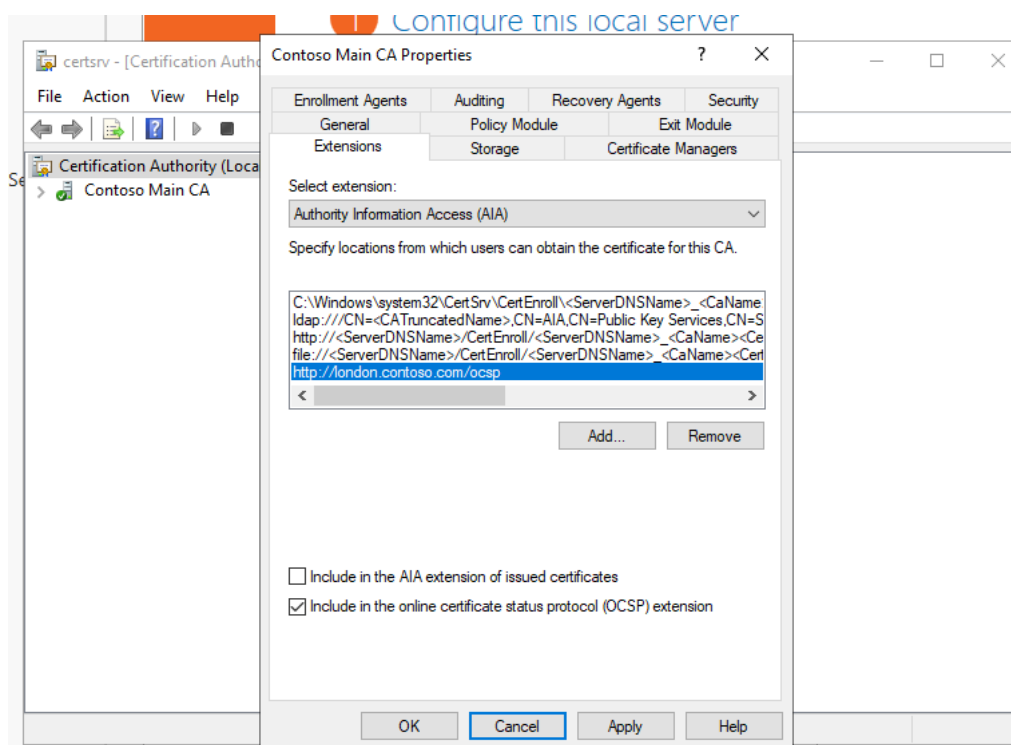 1 Configure this local server
certsrv - [Certification Autho
Contoso Main CA Properties
?
File Action View Help
Enrollment Agents Auditing Recovery Agents Security
General Policy Module Exit Module
Extensions Storage Certificate Managers
Certification Authority (Loca
Contoso Main CA
Se
Select extension:
Authority Information Access (AIA)
Specify locations from which users can obtain the certificate for this CA.
C:\Windows\system32\CertSrv\CertEnroll\<ServerDNSName>_<CaName
ldap:///CN=<CATruncatedName>,CN=AIA,CN=Public Key Services,CN=S
http://<ServerDNSName>/CertEnroll/<ServerDNSName>_<CaName><Ce
file://<ServerDNSName>/CertEnroll/<ServerDNSName>_<CaName><Cert
http://london.contoso.com/ocsp
Add... Remove
Include in the AIA extension of issued certificates
Include in the online certificate status protocol (OCSP) extension
OK Cancel Apply Help